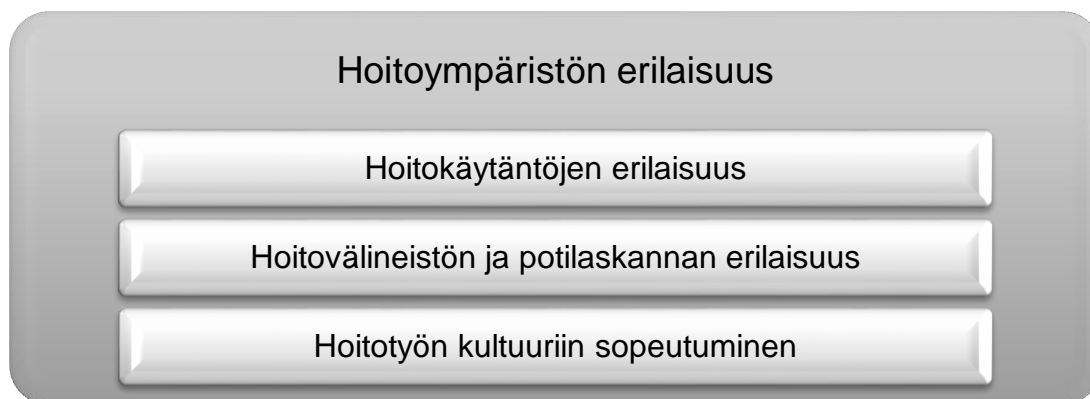 Hoitoympäristön erilaisuus
Hoitokäytäntöjen erilaisuus
Hoitovälineistön ja potilaskannan erilaisuus
Hoitotyön kultuuriin sopeutuminen